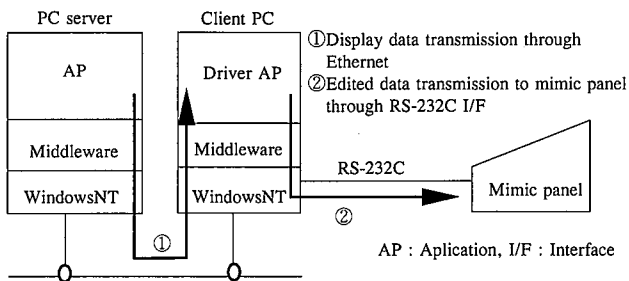 PC server
Client PC
AP
Driver AP
Middleware
Middleware
WindowsNT
WindowsNT
①
①Display data transmission through
Ethernet
②Edited data transmission to mimic panel
through RS-232C I/F
RS-232C
②
Mimic panel
AP : Aplication, I/F : Interface